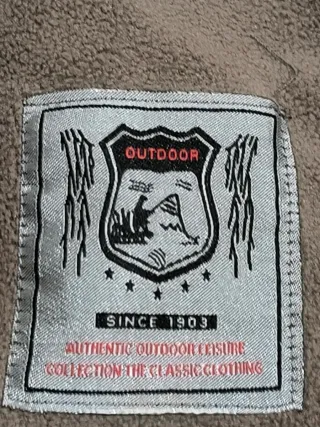 OUTDOOR
SINCE 1903
AUTHENTIC OUTDOOR LEISURE
COLLECTION THE CLASSIC CLOTHING